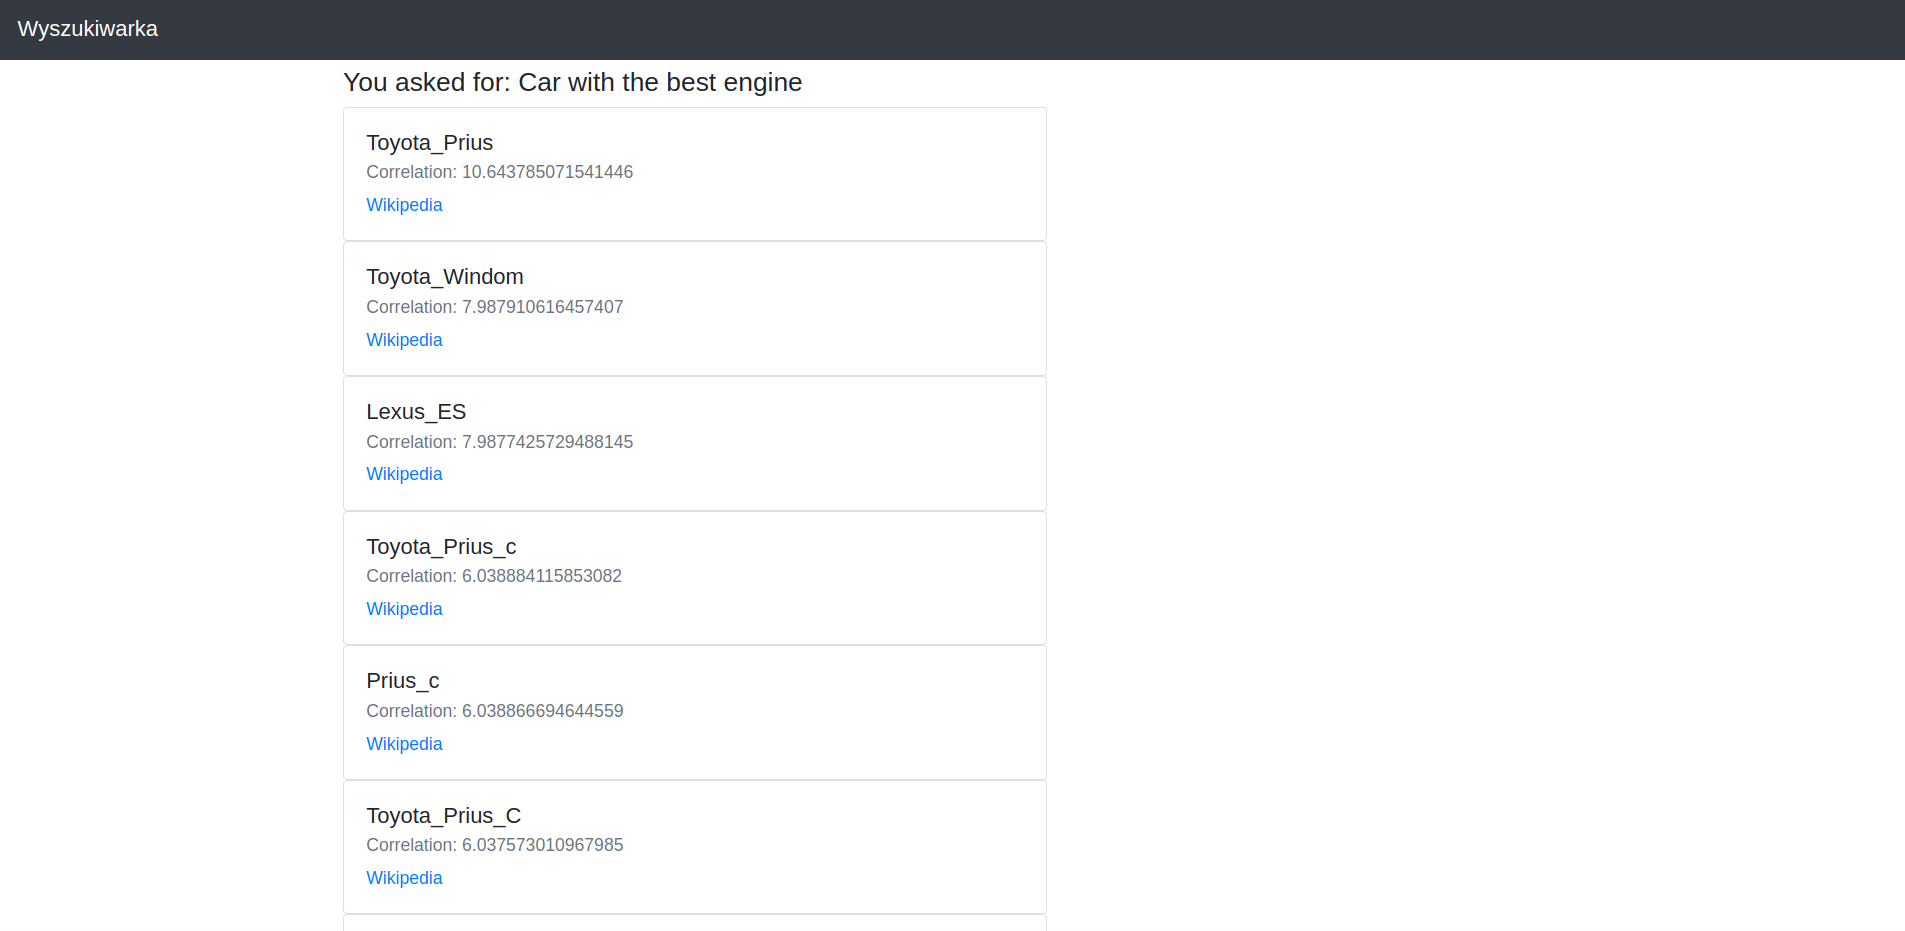 Wyszukiwarka
You asked for: Car with the best engine
Toyota_Prius
Correlation: 10.643785071541446
Wikipedia
Toyota_Windom
Correlation: 7.987910616457407
Wikipedia
Lexus_ES
Correlation: 7.9877425729488145
Wikipedia
Toyota_Prius_c
Correlation: 6.038884115853082
Wikipedia
Prius_c
Correlation: 6.038866694644559
Wikipedia
Toyota_Prius_C
Correlation: 6.037573010967985
Wikipedia